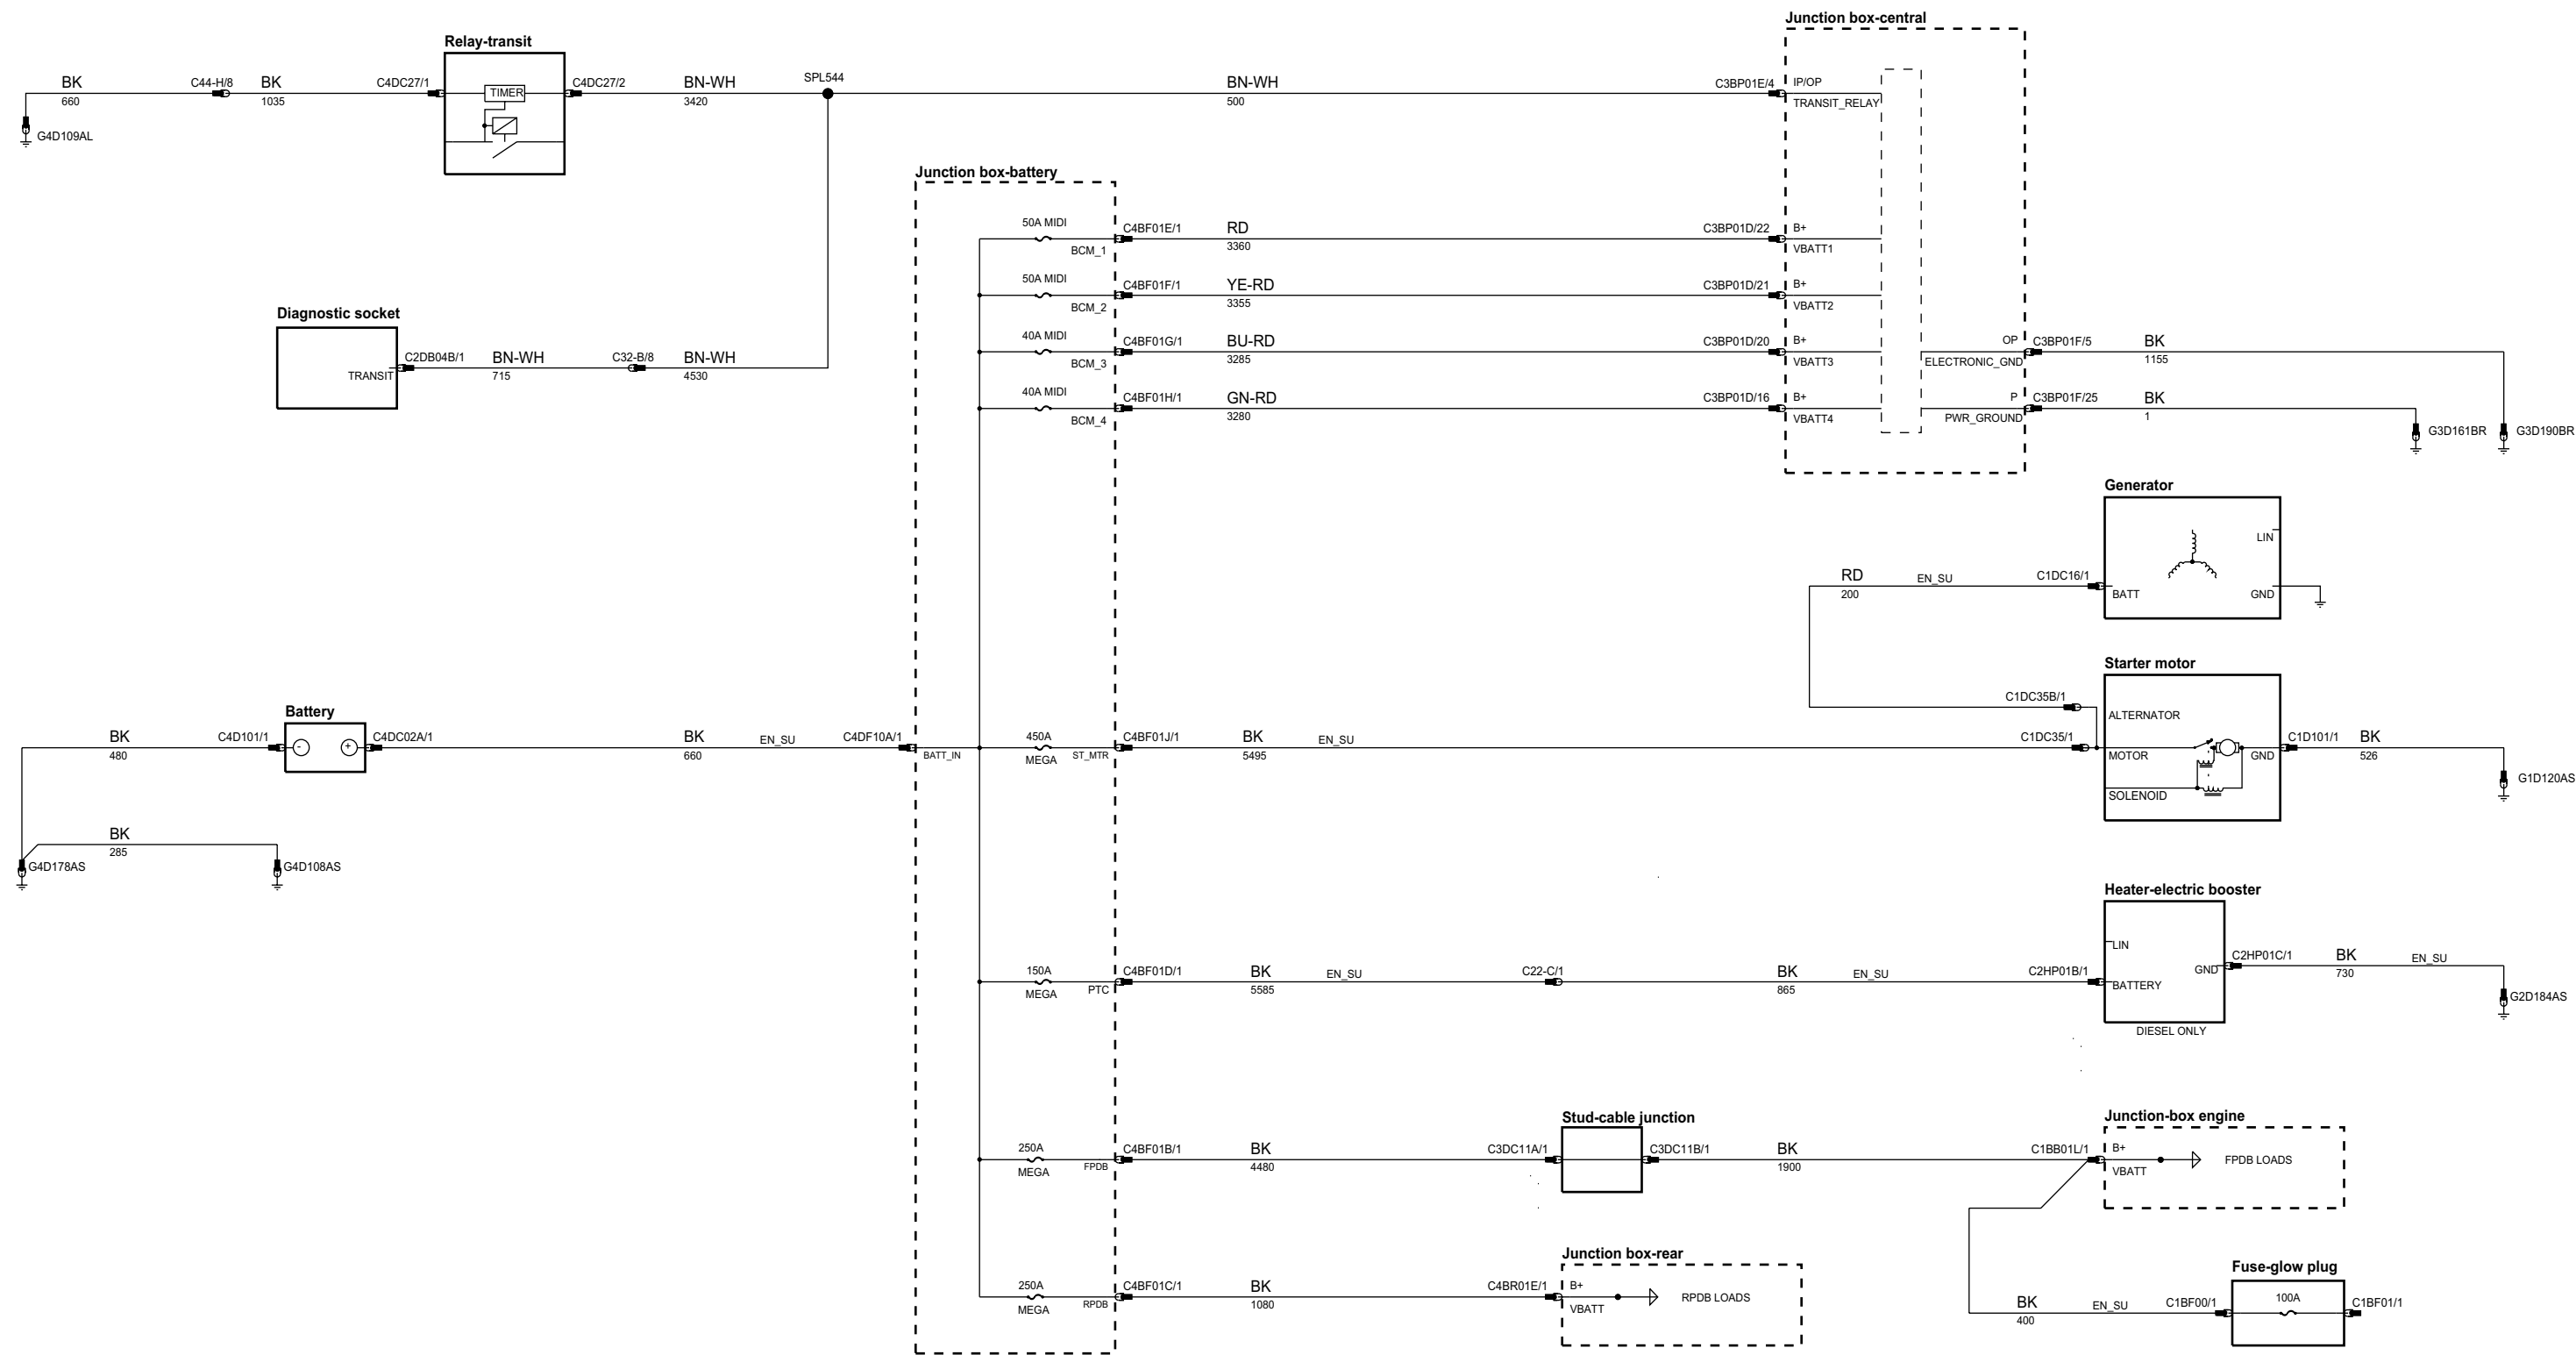 Junction box-central
Relay-transit
BK
660
C44-H/8
BK
1035
C4DC27/1
TIMER
C4DC27/2
BN-WH
3420
SPL544
BN-WH
500
C3BP01E/4
IP/OP
TRANSIT_RELAY
G4D109AL
Junction box-battery
50A MIDI
BCM_1
C4BF01E/1
RD
3360
C3BP01D/22
B+
VBATT1
50A MIDI
BCM_2
C4BF01F/1
YE-RD
3355
C3BP01D/21
B+
VBATT2
Diagnostic socket
TRANSIT
C2DB04B/1
BN-WH
715
C32-B/8
BN-WH
4530
40A MIDI
BCM_3
C4BF01G/1
BU-RD
3285
C3BP01D/20
B+
VBATT3
OP
ELECTRONIC_GND
C3BP01F/5
BK
1155
40A MIDI
BCM_4
C4BF01H/1
GN-RD
3280
C3BP01D/16
B+
VBATT4
P
PWR_GROUND
C3BP01F/25
BK
1
G3D161BR
G3D190BR
Generator
LIN
RD
200
EN_SU
C1DC16/1
BATT
GND
Starter motor
C1DC35B/1
ALTERNATOR
Battery
BK
480
C4D101/1
-
+
C4DC02A/1
BK
660
EN_SU
C4DF10A/1
BATT_IN
450A
MEGA
ST_MTR
C4BF01J/1
BK
5495
EN_SU
C1DC35/1
MOTOR
GND
C1D101/1
BK
526
G1D120AS
SOLENOID
BK
285
G4D178AS
G4D108AS
Heater-electric booster
LIN
150A
MEGA
PTC
C4BF01D/1
BK
5585
EN_SU
C22-C/1
BK
865
EN_SU
C2HP01B/1
BATTERY
GND
C2HP01C/1
BK
730
EN_SU
G2D184AS
DIESEL ONLY
Stud-cable junction
Junction-box engine
250A
MEGA
FPDB
C4BF01B/1
BK
4480
C3DC11A/1
C3DC11B/1
BK
1900
C1BB01L/1
B+
VBATT
FPDB LOADS
Junction box-rear
250A
MEGA
RPDB
C4BF01C/1
BK
1080
C4BR01E/1
B+
VBATT
RPDB LOADS
Fuse-glow plug
BK
400
EN_SU
C1BF00/1
100A
C1BF01/1